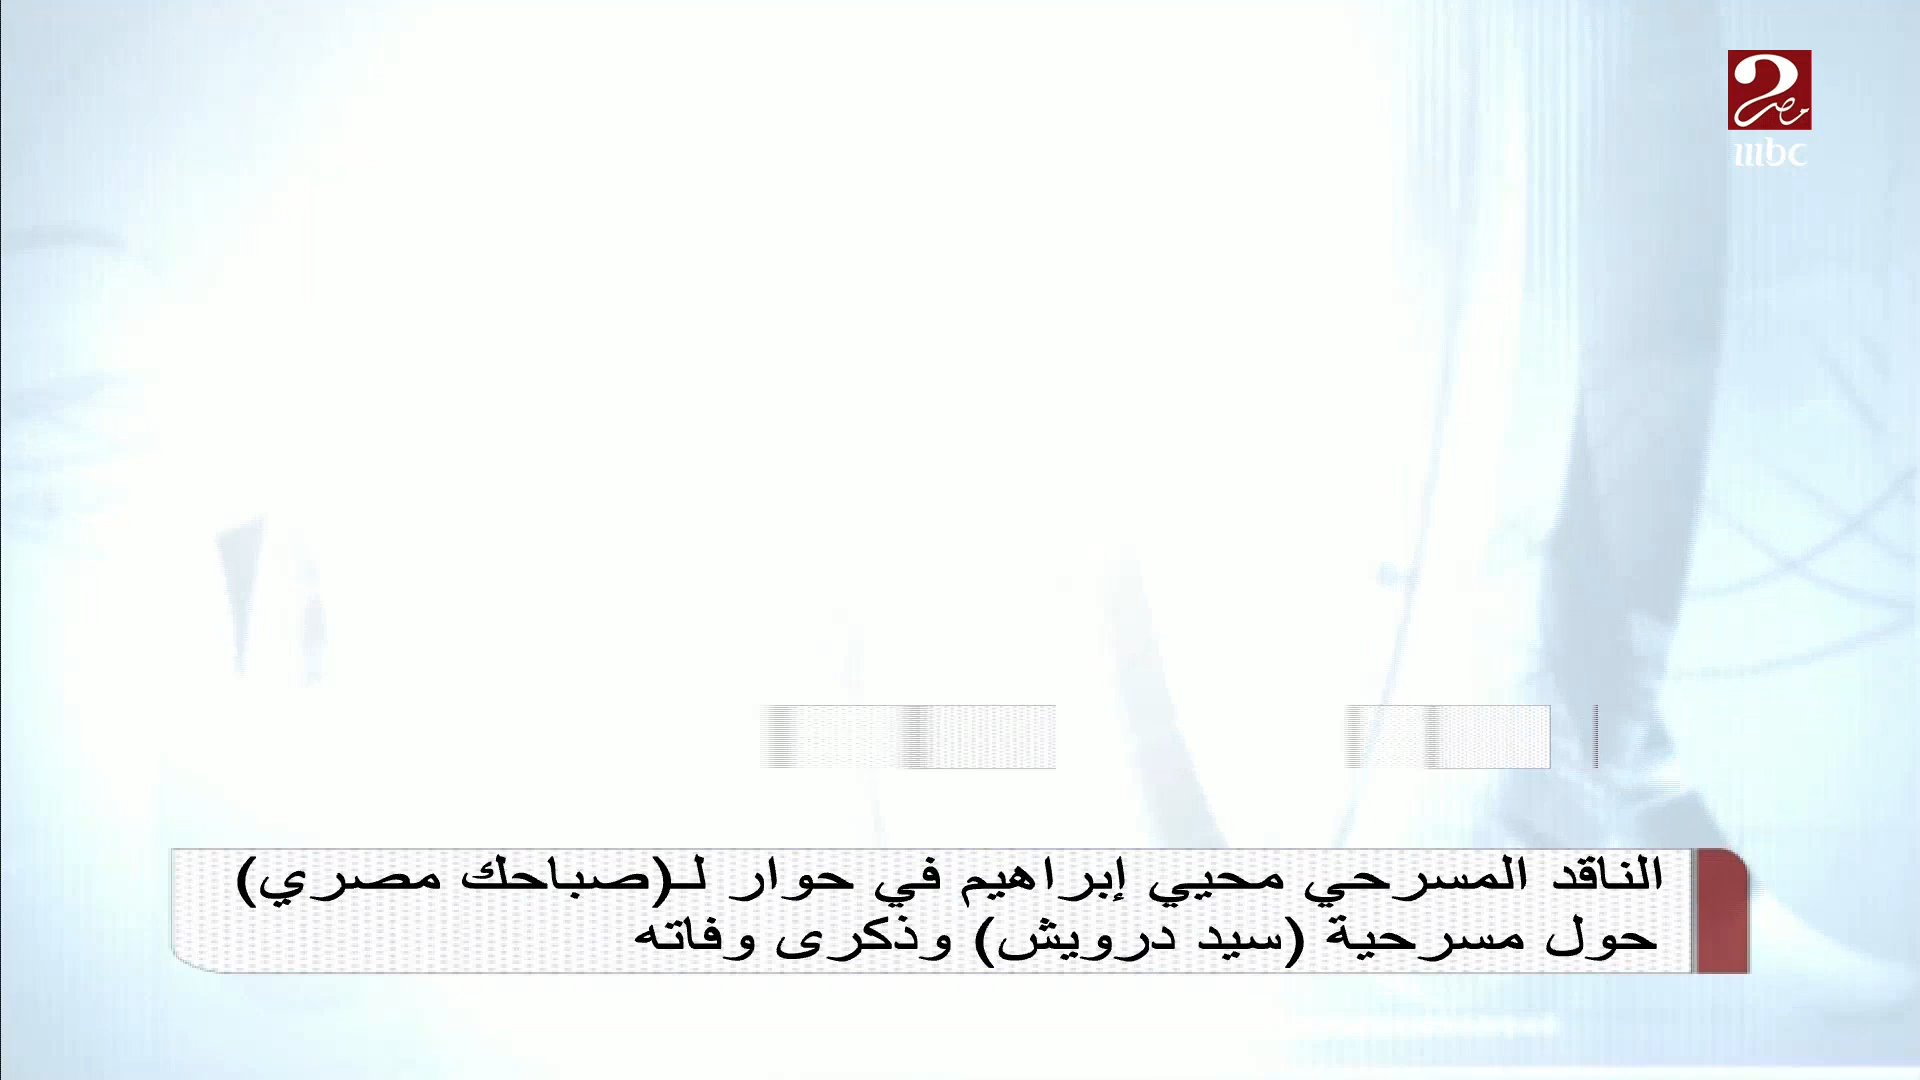 مصر
mbc
الناقد المسرحي محيي إبراهيم في حوار لـ(صباحك مصري)
حول مسرحية (سيد درويش) وذكرى وفاته